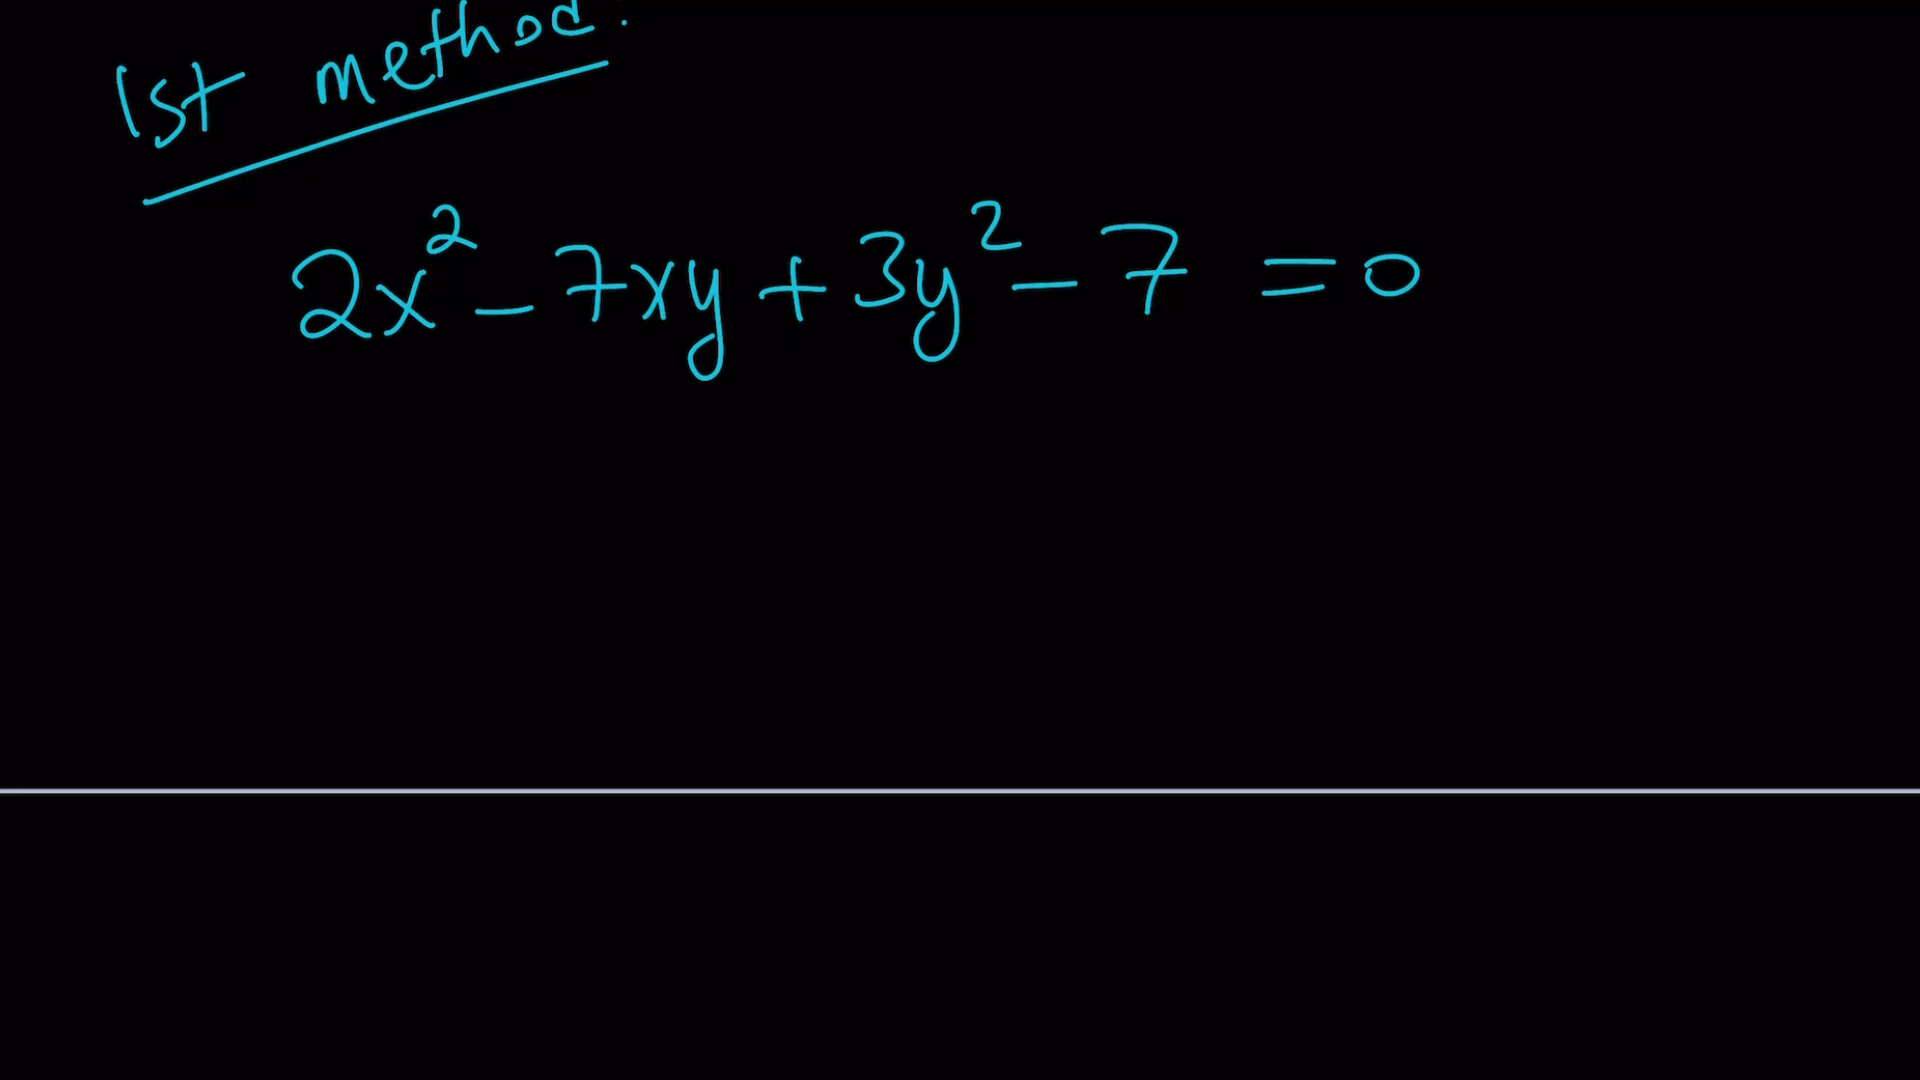 1st method:
2x² - 7xy + 3y² - 7 = 0